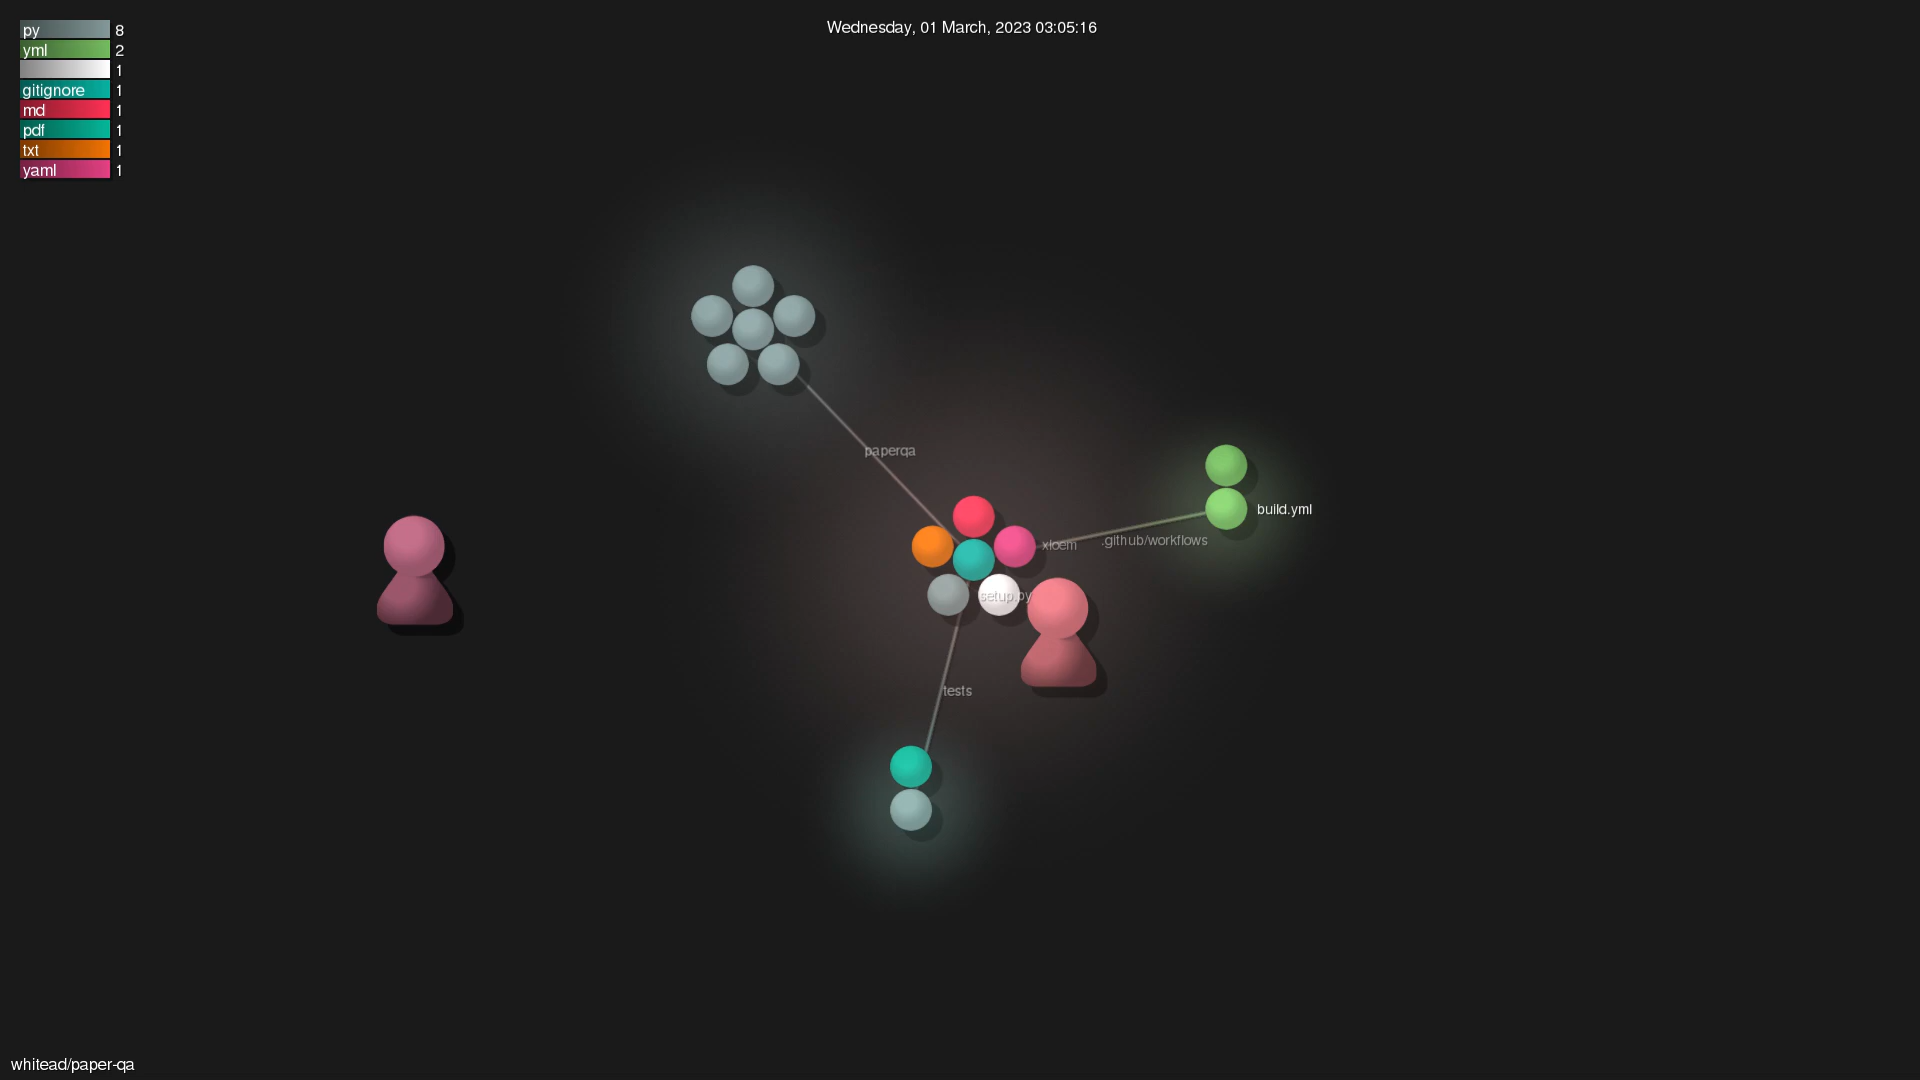 Wednesday, 01 March, 2023 03:05:16
py 8
yml 2
1
gitignore 1
md 1
pdf 1
txt 1
yaml 1
paperqa
build.yml
.github/workflows
xloem
setup.py
tests
whitead/paper-qa